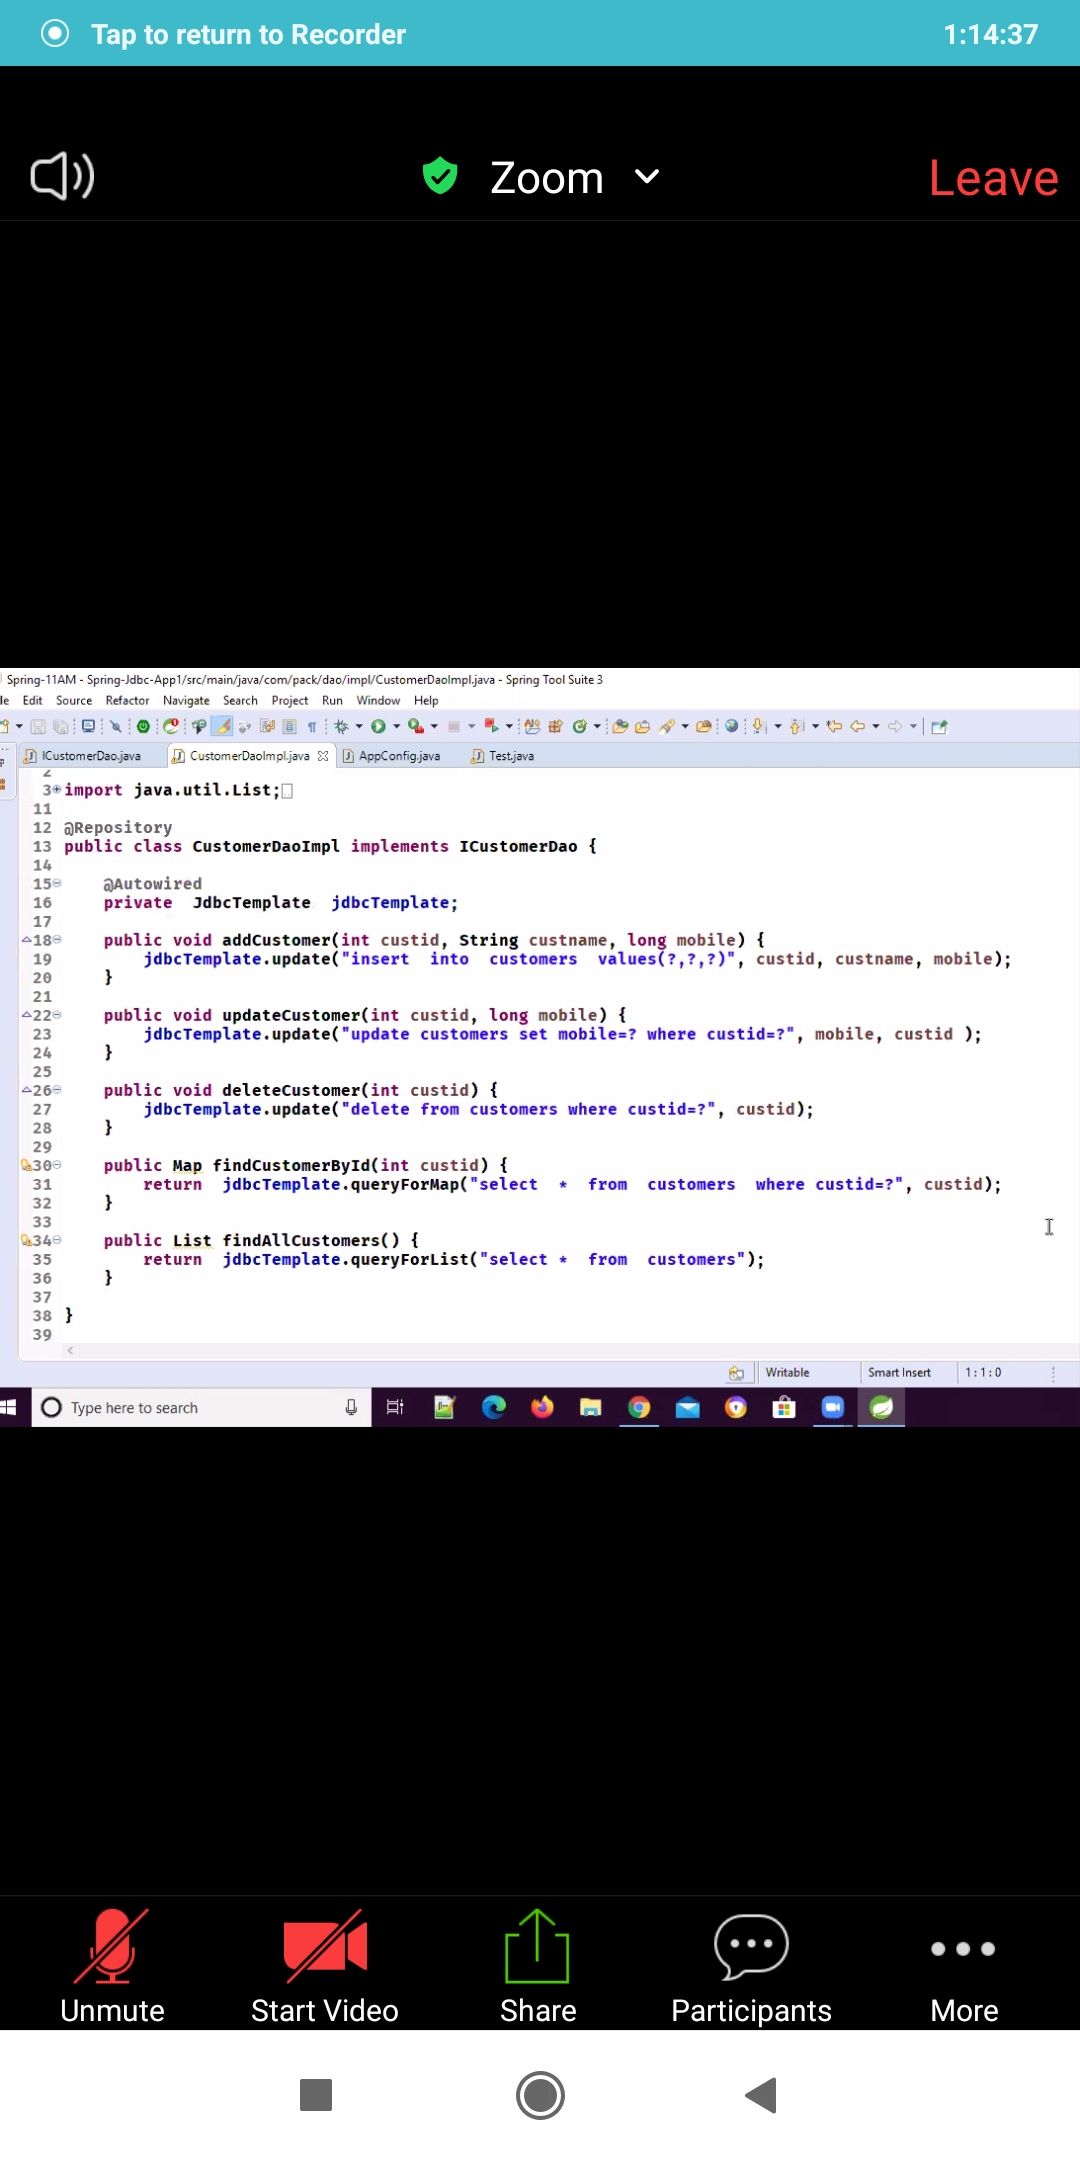 Tap to return to Recorder 1:14:37
Zoom Leave
Spring-11AM - Spring-Jdbc-App1/src/main/java/com/pack/dao/impl/CustomerDaoImpl.java - Spring Tool Suite 3
le Edit Source Refactor Navigate Search Project Run Window Help
ICustomerDao.java CustomerDaoImpl.java AppConfig.java Test.java
2
3 import java.util.List;
11
12 @Repository
13 public class CustomerDaoImpl implements ICustomerDao {
14
15 @Autowired
16 private JdbcTemplate jdbcTemplate;
17
18 public void addCustomer(int custid, String custname, long mobile) {
19 jdbcTemplate.update("insert into customers values(?,?,?)", custid, custname, mobile);
20 }
21
22 public void updateCustomer(int custid, long mobile) {
23 jdbcTemplate.update("update customers set mobile=? where custid=?", mobile, custid );
24 }
25
26 public void deleteCustomer(int custid) {
27 jdbcTemplate.update("delete from customers where custid=?", custid);
28 }
29
30 public Map findCustomerById(int custid) {
31 return jdbcTemplate.queryForMap("select * from customers where custid=?", custid);
32 }
33
34 public List findAllCustomers() {
35 return jdbcTemplate.queryForList("select * from customers");
36 }
37
38 }
39
Writable Smart Insert 1:1:0
Type here to search
Unmute Start Video Share Participants More